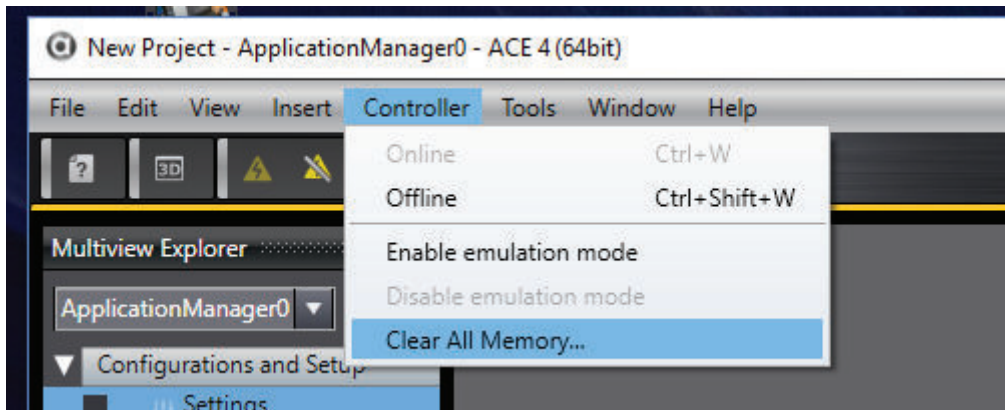 New Project - ApplicationManager0 - ACE 4 (64bit)
File Edit View Insert Controller Tools Window Help
?
3D
Online Ctrl+W
Offline Ctrl+Shift+W
Multiview Explorer
Enable emulation mode
ApplicationManager0
Disable emulation mode
Clear All Memory...
Configurations and Setup
Settings